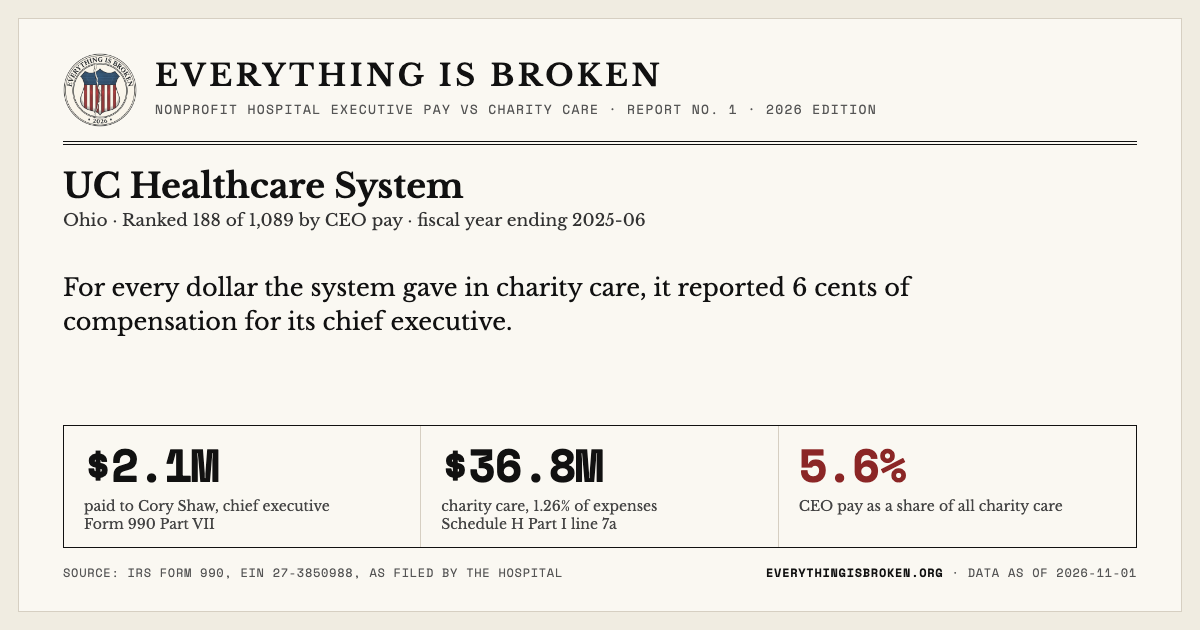 EVERYTHING IS BROKEN
· 2026 ·
EVERYTHING IS BROKEN
NONPROFIT HOSPITAL EXECUTIVE PAY VS CHARITY CARE · REPORT NO. 1 · 2026 EDITION
UC Healthcare System
Ohio · Ranked 188 of 1,089 by CEO pay · fiscal year ending 2025-06
For every dollar the system gave in charity care, it reported 6 cents of
compensation for its chief executive.
$2.1M
paid to Cory Shaw, chief executive
Form 990 Part VII
$36.8M
charity care, 1.26% of expenses
Schedule H Part I line 7a
5.6%
CEO pay as a share of all charity care
SOURCE: IRS FORM 990, EIN 27-3850988, AS FILED BY THE HOSPITAL
EVERYTHINGISBROKEN.ORG · DATA AS OF 2026-11-01